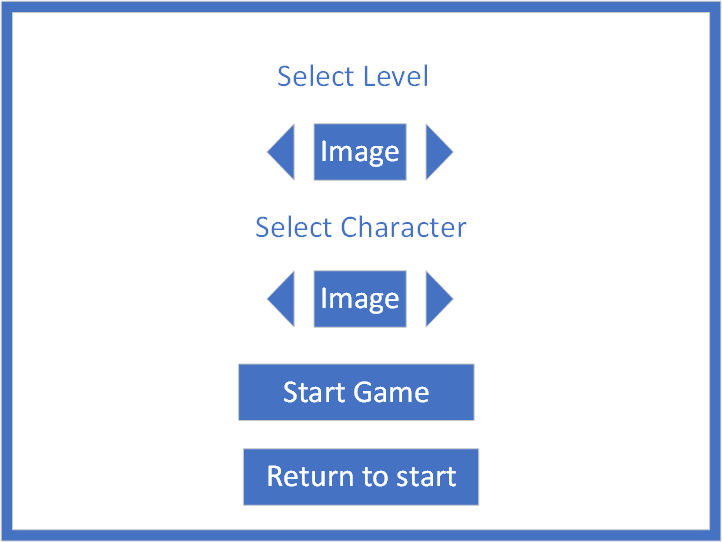 Select Level
Image
Select Character
Image
Start Game
Return to start